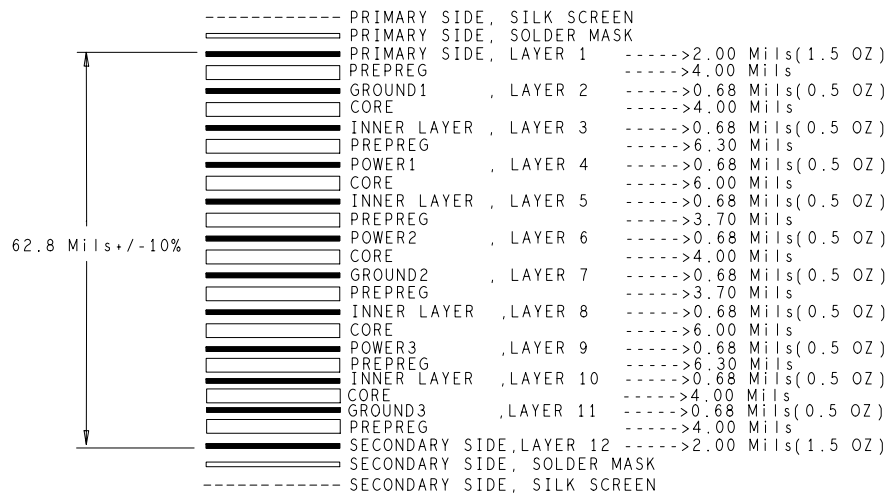 PRIMARY SIDE, SILK SCREEN
PRIMARY SIDE, SOLDER MASK
PRIMARY SIDE, LAYER 1 ----->2.00 Mils(1.5 OZ)
PREPREG ----->4.00 Mils
GROUND1 , LAYER 2 ----->0.68 Mils(0.5 OZ)
CORE ----->4.00 Mils
INNER LAYER , LAYER 3 ----->0.68 Mils(0.5 OZ)
PREPREG ----->6.30 Mils
POWER1 , LAYER 4 ----->0.68 Mils(0.5 OZ)
CORE ----->6.00 Mils
INNER LAYER , LAYER 5 ----->0.68 Mils(0.5 OZ)
PREPREG ----->3.70 Mils
POWER2 , LAYER 6 ----->0.68 Mils(0.5 OZ)
62.8 Mils+/-10%
CORE ----->4.00 Mils
GROUND2 , LAYER 7 ----->0.68 Mils(0.5 OZ)
PREPREG ----->3.70 Mils
INNER LAYER ,LAYER 8 ----->0.68 Mils(0.5 OZ)
CORE ----->6.00 Mils
POWER3 ,LAYER 9 ----->0.68 Mils(0.5 OZ)
PREPREG ----->6.30 Mils
INNER LAYER ,LAYER 10 ----->0.68 Mils(0.5 OZ)
CORE ----->4.00 Mils
GROUND3 ,LAYER 11 ----->0.68 Mils(0.5 OZ)
PREPREG ----->4.00 Mils
SECONDARY SIDE,LAYER 12 ----->2.00 Mils(1.5 OZ)
SECONDARY SIDE, SOLDER MASK
SECONDARY SIDE, SILK SCREEN